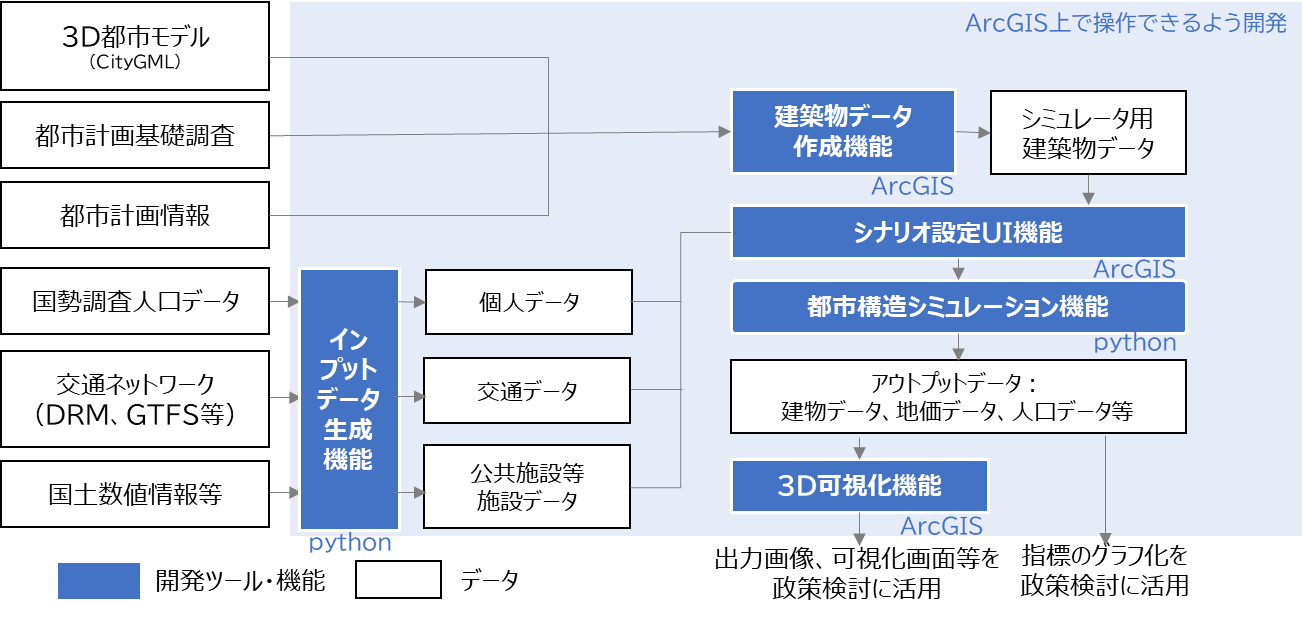 ArcGIS上で操作できるよう開発
3D都市モデル
（CityGML）
都市計画基礎調査
都市計画情報
国勢調査人口データ
交通ネットワーク
（DRM、GTFS等）
国土数値情報等
イン
プット
データ
生成
機能
python
個人データ
交通データ
公共施設等
施設データ
建築物データ
作成機能
ArcGIS
シミュレータ用
建築物データ
シナリオ設定UI機能
ArcGIS
都市構造シミュレーション機能
python
アウトプットデータ：
建物データ、地価データ、人口データ等
3D可視化機能
ArcGIS
出力画像、可視化画面等を
政策検討に活用
指標のグラフ化を
政策検討に活用
開発ツール・機能
データ